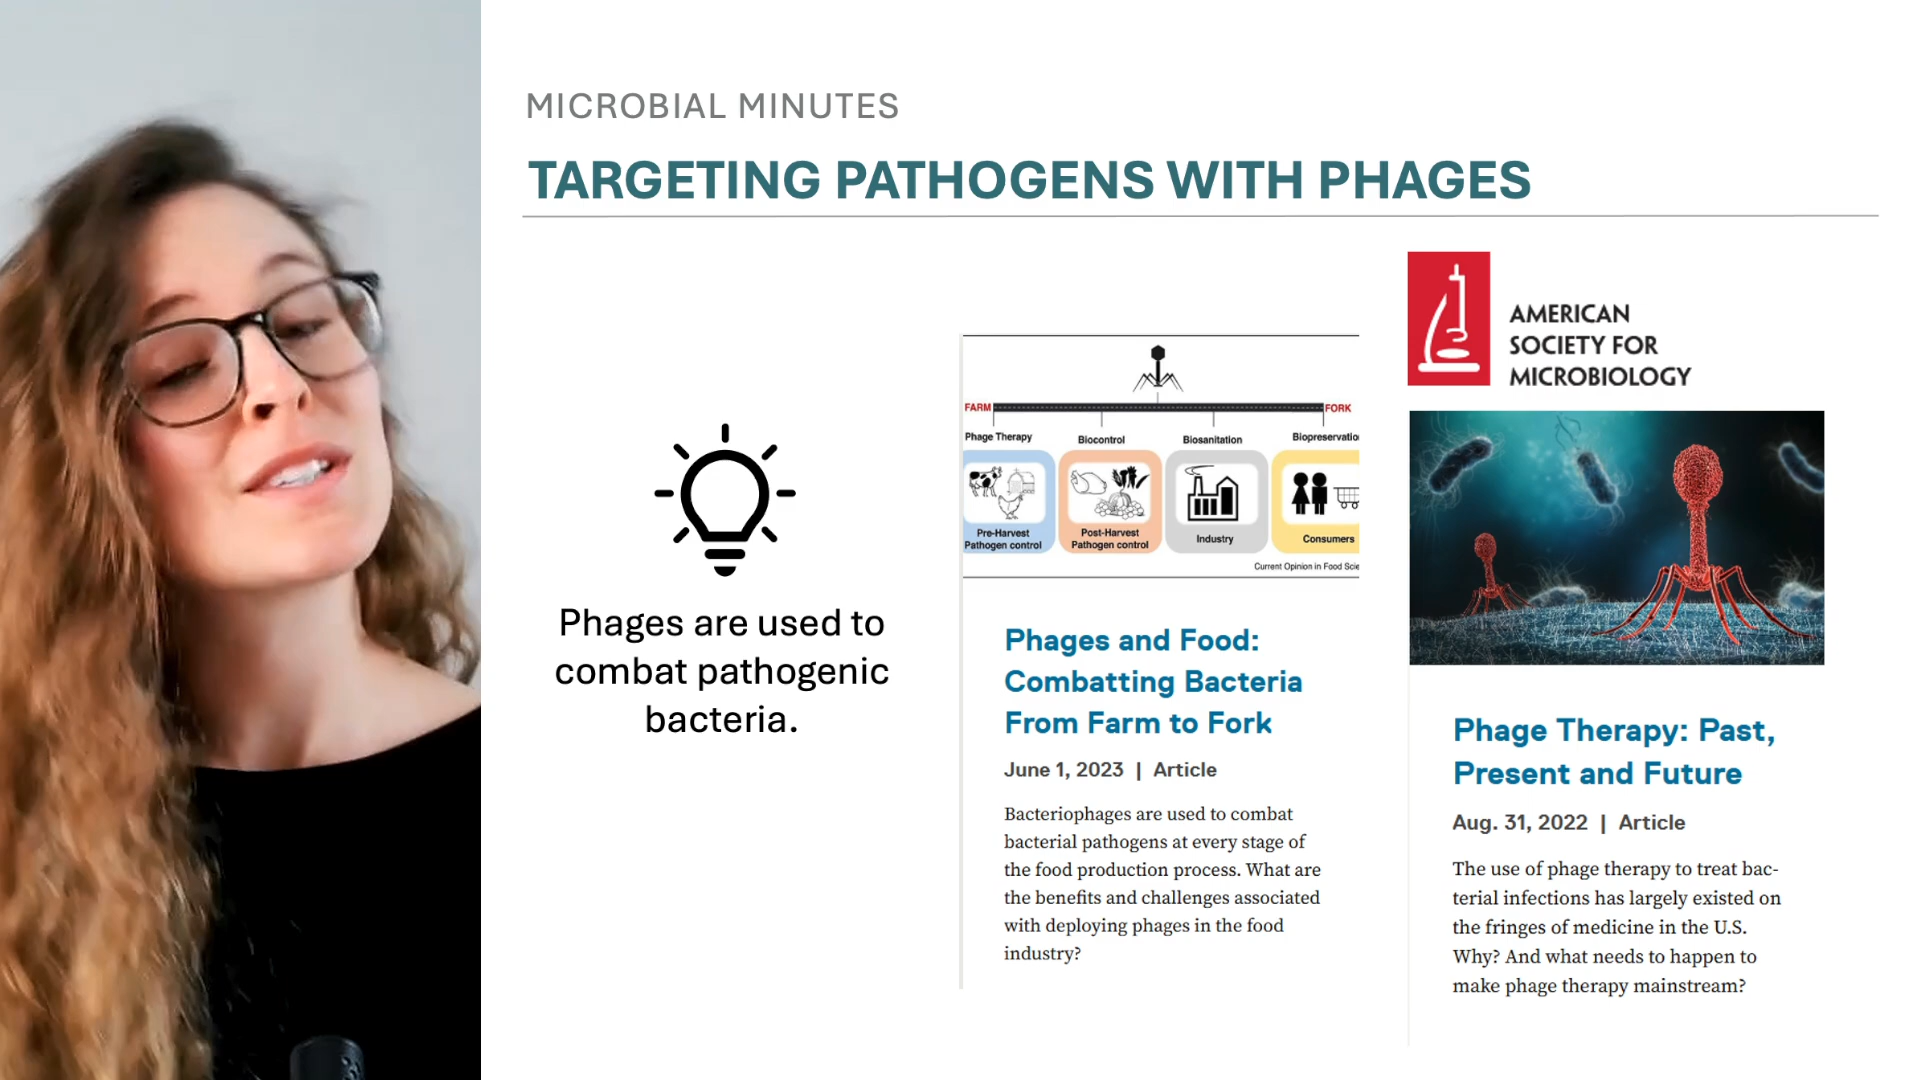 MICROBIAL MINUTES
TARGETING PATHOGENS WITH PHAGES
Phages are used to
combat pathogenic
bacteria.
FARM
FORK
Phage Therapy
Biocontrol
Biosanitation
Biopreservatio
Pre-Harvest
Pathogen control
Post-Harvest
Pathogen control
Industry
Consumers
Current Opinion in Food Scie
Phages and Food:
Combatting Bacteria
From Farm to Fork
June 1, 2023 | Article
Bacteriophages are used to combat
bacterial pathogens at every stage of
the food production process. What are
the benefits and challenges associated
with deploying phages in the food
industry?
AMERICAN
SOCIETY FOR
MICROBIOLOGY
Phage Therapy: Past,
Present and Future
Aug. 31, 2022 | Article
The use of phage therapy to treat bac-
terial infections has largely existed on
the fringes of medicine in the U.S.
Why? And what needs to happen to
make phage therapy mainstream?